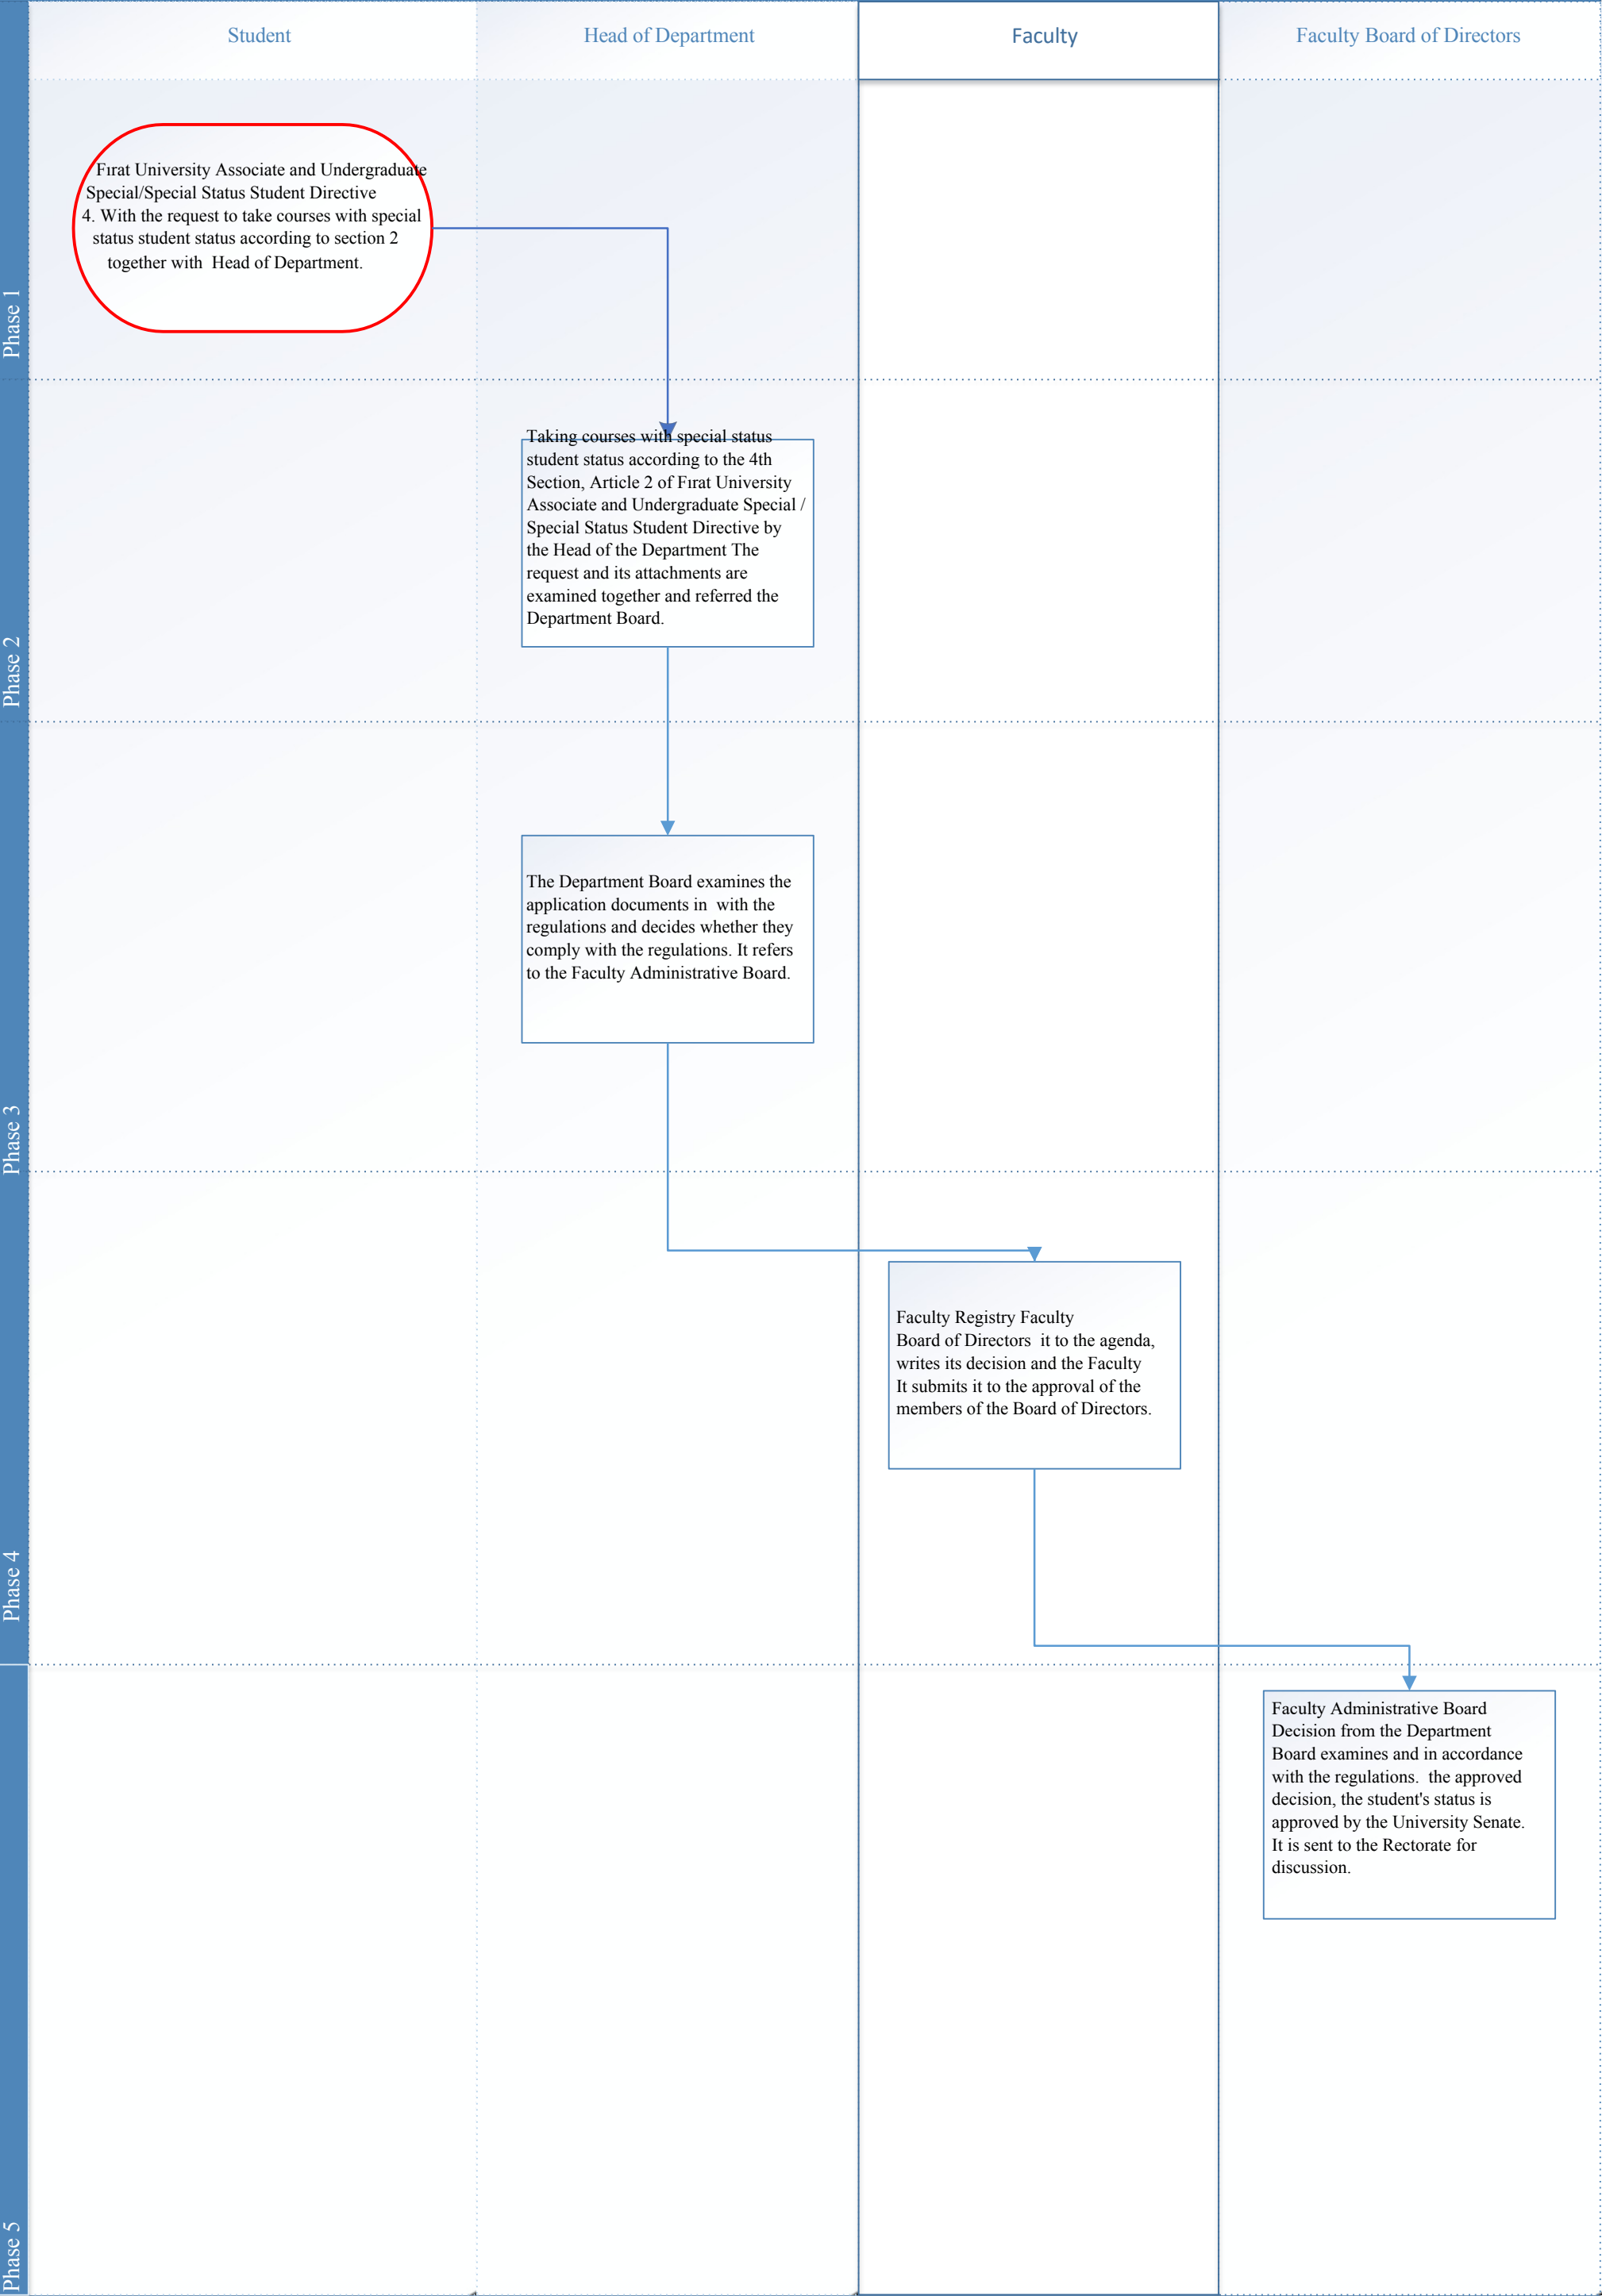 Student
Head of Department
Faculty
Faculty Board of Directors
Phase 1
Fırat University Associate and Undergraduate
Special/Special Status Student Directive
4. With the request to take courses with special
status student status according to section 2
together with  Head of Department.
Phase 2
Taking courses with special status
student status according to the 4th
Section, Article 2 of Fırat University
Associate and Undergraduate Special /
Special Status Student Directive by
the Head of the Department The
request and its attachments are
examined together and referred the
Department Board.
Phase 3
The Department Board examines the
application documents in  with the
regulations and decides whether they
comply with the regulations. It refers
to the Faculty Administrative Board.
Phase 4
Faculty Registry Faculty
Board of Directors  it to the agenda,
writes its decision and the Faculty
It submits it to the approval of the
members of the Board of Directors.
Phase 5
Faculty Administrative Board
Decision from the Department
Board examines and in accordance
with the regulations.  the approved
decision, the student's status is
approved by the University Senate.
It is sent to the Rectorate for
discussion.